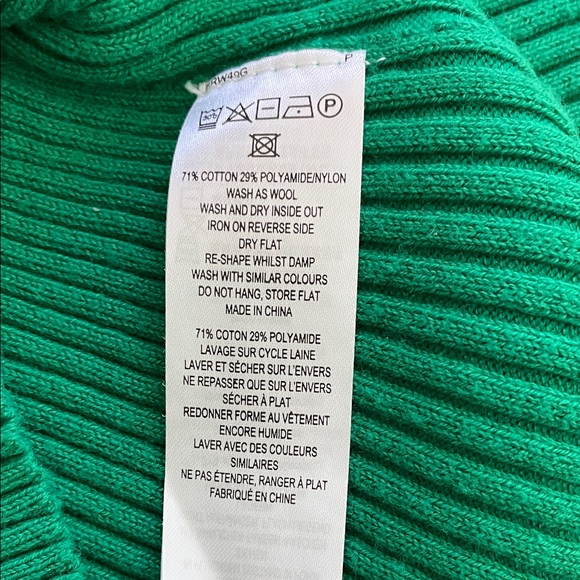 RW49G
P
30°C
P
71% COTTON 29% POLYAMIDE/NYLON
WASH AS WOOL
WASH AND DRY INSIDE OUT
IRON ON REVERSE SIDE
DRY FLAT
RE-SHAPE WHILST DAMP
WASH WITH SIMILAR COLOURS
DO NOT HANG, STORE FLAT
MADE IN CHINA
71% COTON 29% POLYAMIDE
LAVAGE SUR CYCLE LAINE
LAVER ET SÉCHER SUR L'ENVERS
NE REPASSER QUE SUR L'ENVERS
SÉCHER À PLAT
REDONNER FORME AU VÊTEMENT
ENCORE HUMIDE
LAVER AVEC DES COULEURS
SIMILAIRES
NE PAS ÉTENDRE, RANGER À PLAT
FABRIQUÉ EN CHINE